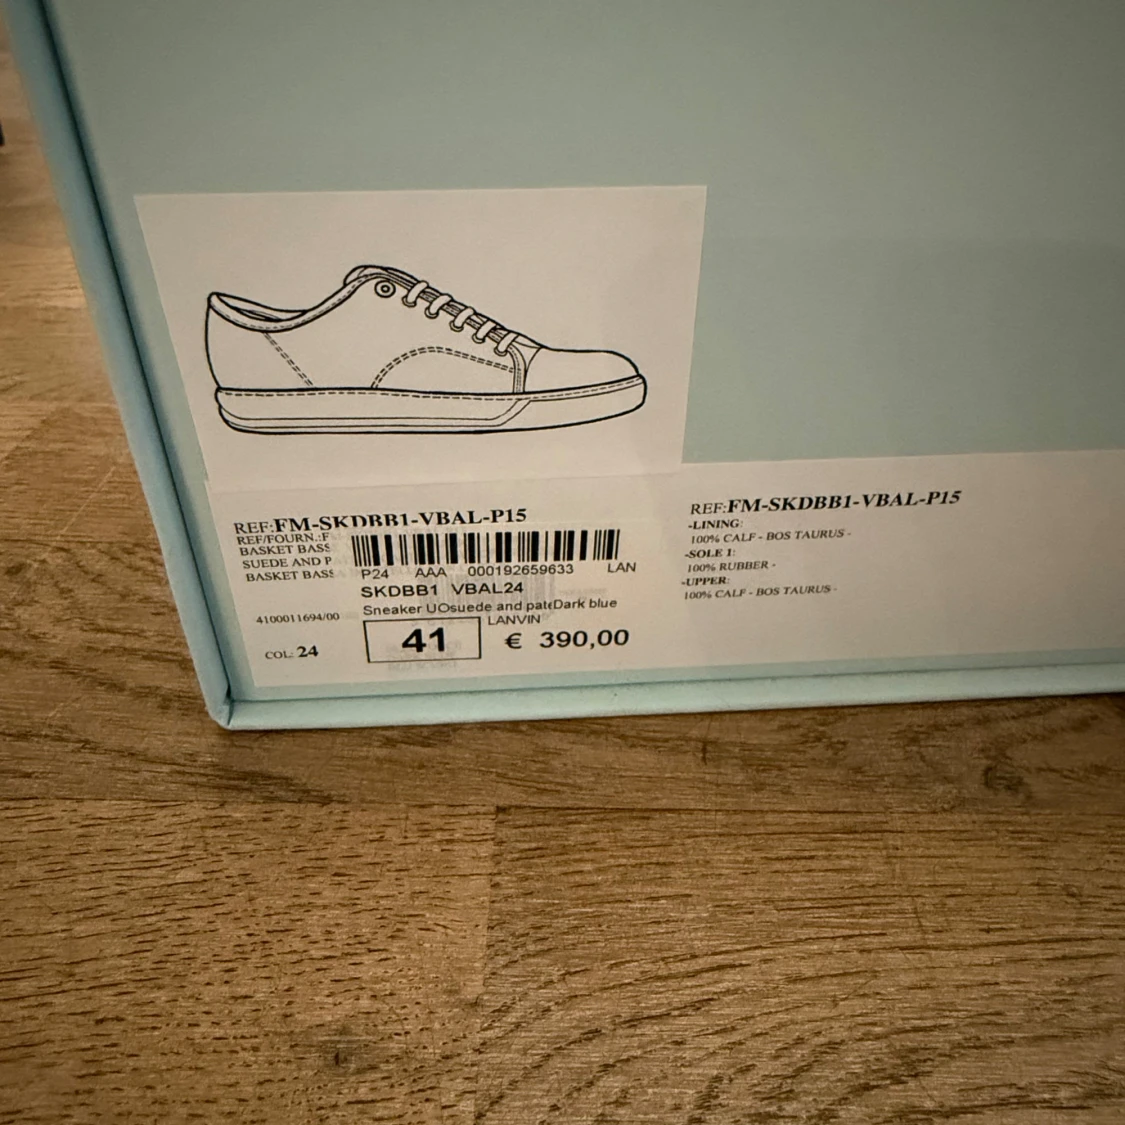 REF:FM-SKDBB1-VBAL-P15
REF/FOURN.:F
BASKET BASS
SUEDE AND P
BASKET BASS
P24 AAA 000192659633 LAN
SKDBB1 VBAL24
Sneaker UOsuede and pateDark blue
LANVIN
4100011694/00
41 € 390,00
COL: 24
REF:FM-SKDBB1-VBAL-P15
-LINING:
100% CALF - BOS TAURUS -
-SOLE 1:
100% RUBBER -
-UPPER:
100% CALF - BOS TAURUS -